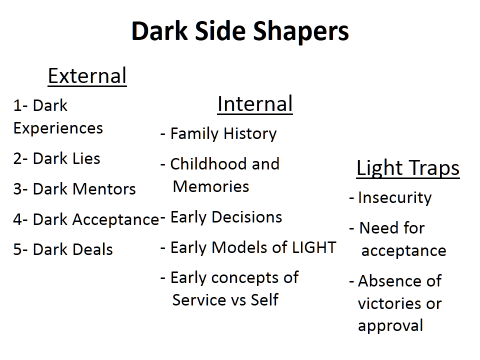 Dark Side Shapers
External
1- Dark
Experiences
2- Dark Lies
3- Dark Mentors
4- Dark Acceptance
5- Dark Deals
Internal
- Family History
- Childhood and
Memories
- Early Decisions
- Early Models of LIGHT
- Early concepts of
Service vs Self
Light Traps
- Insecurity
- Need for
acceptance
- Absence of
victories or
approval